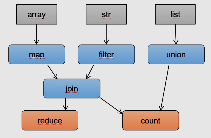 array str list
map filter union
join
reduce count